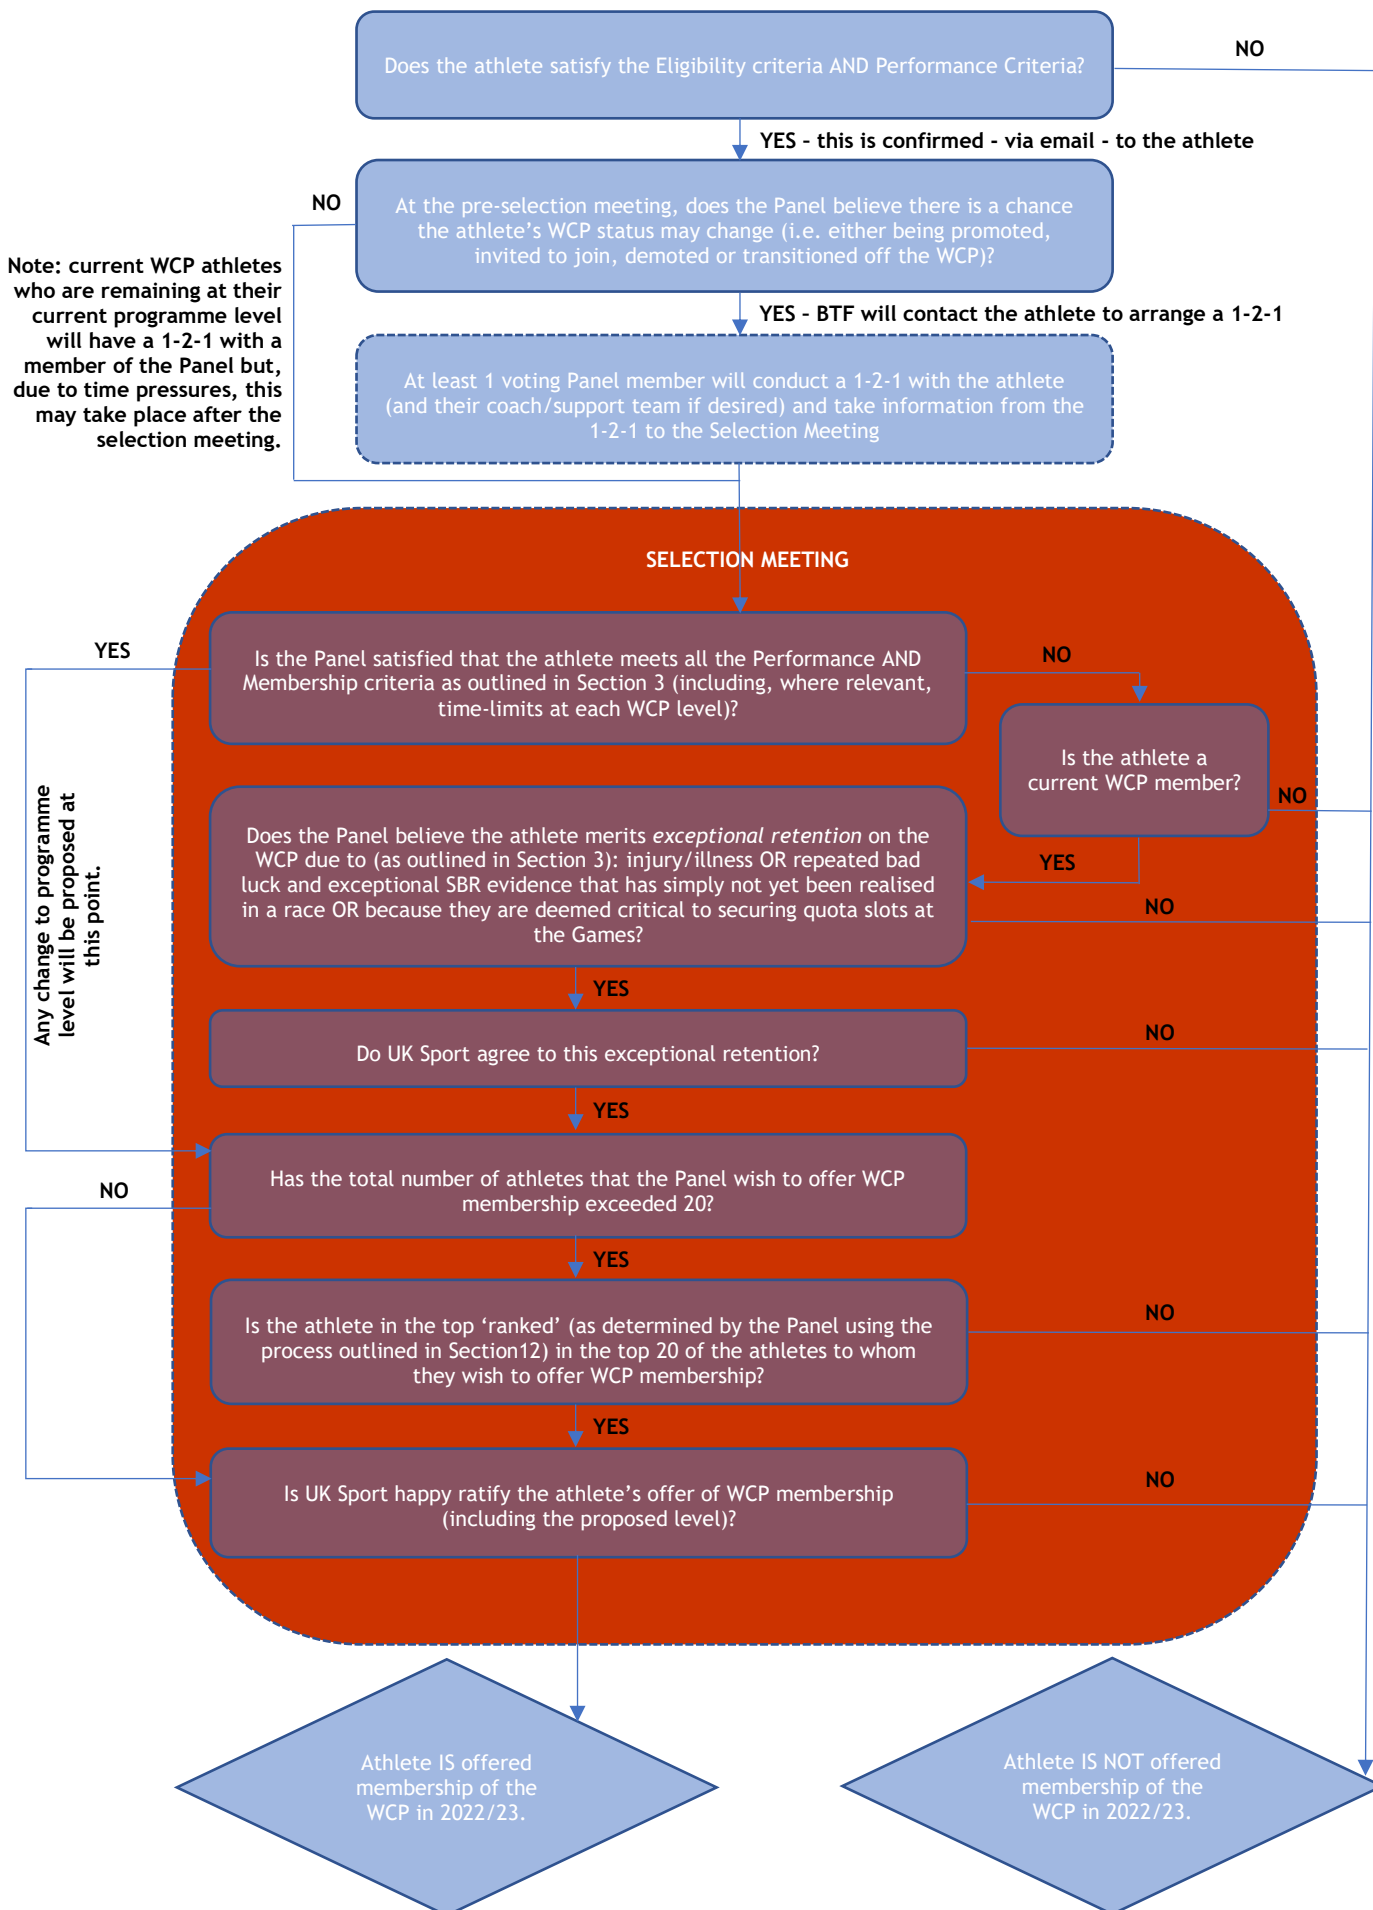 Does the athlete satisfy the Eligibility criteria AND Performance Criteria?
NO
YES – this is confirmed - via email - to the athlete
NO
At the pre-selection meeting, does the Panel believe there is a chance
the athlete's WCP status may change (i.e. either being promoted,
invited to join, demoted or transitioned off the WCP)?
Note: current WCP athletes
who are remaining at their
current programme level
will have a 1-2-1 with a
member of the Panel but,
due to time pressures, this
may take place after the
selection meeting.
YES – BTF will contact the athlete to arrange a 1-2-1
At least 1 voting Panel member will conduct a 1-2-1 with the athlete
(and their coach/support team if desired) and take information from the
1-2-1 to the Selection Meeting
SELECTION MEETING
YES
Is the Panel satisfied that the athlete meets all the Performance AND
Membership criteria as outlined in Section 3 (including, where relevant,
time-limits at each WCP level)?
NO
Is the athlete a
current WCP member?
NO
YES
Any change to programme
level will be proposed at
this point.
Does the Panel believe the athlete merits exceptional retention on the
WCP due to (as outlined in Section 3): injury/illness OR repeated bad
luck and exceptional SBR evidence that has simply not yet been realised
in a race OR because they are deemed critical to securing quota slots at
the Games?
NO
YES
Do UK Sport agree to this exceptional retention?
NO
YES
Has the total number of athletes that the Panel wish to offer WCP
membership exceeded 20?
NO
YES
Is the athlete in the top 'ranked' (as determined by the Panel using the
process outlined in Section12) in the top 20 of the athletes to whom
they wish to offer WCP membership?
NO
YES
Is UK Sport happy ratify the athlete's offer of WCP membership
(including the proposed level)?
NO
Athlete IS offered
membership of the
WCP in 2022/23.
Athlete IS NOT offered
membership of the
WCP in 2022/23.